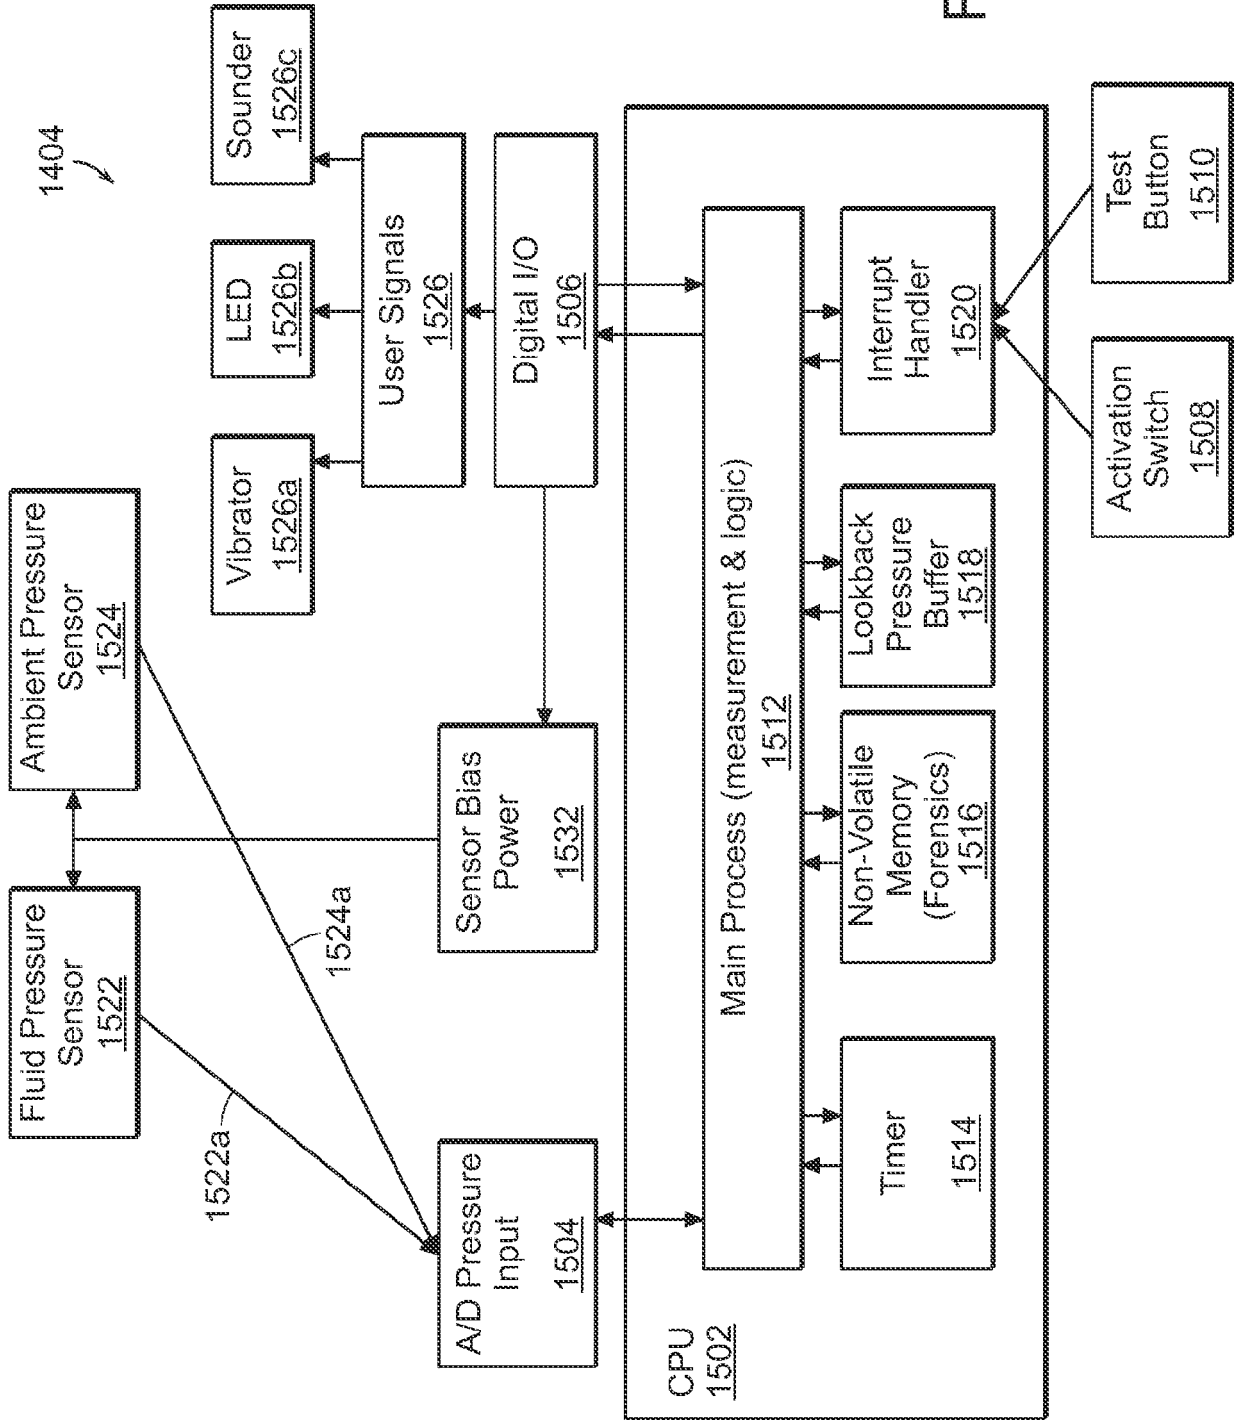 1404
Fluid Pressure
Sensor
1522
Ambient Pressure
Sensor
1524
Vibrator
1526a
LED
1526b
Sounder
1526c
User Signals
1526
1522a
1524a
A/D Pressure
Input
1504
Sensor Bias
Power
1532
Digital I/O
1506
CPU
1502
Main Process (measurement & logic)
1512
Timer
1514
Non-Volatile
Memory
(Forensics)
1516
Lookback
Pressure
Buffer
1518
Interrupt
Handler
1520
Activation
Switch
1508
Test
Button
1510